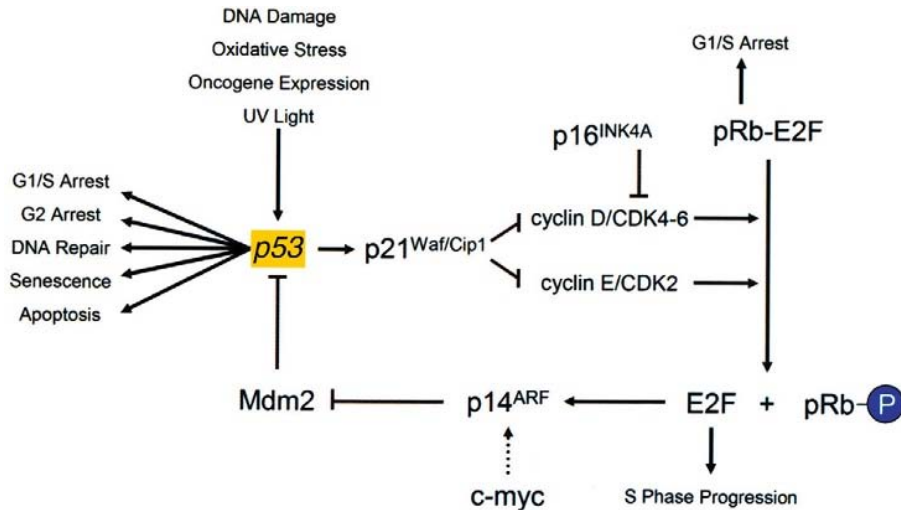 DNA Damage
Oxidative Stress
Oncogene Expression
UV Light
G1/S Arrest
pRb-E2F
p16INK4A
G1/S Arrest
G2 Arrest
DNA Repair
Senescence
Apoptosis
p53
p21Waf/Cip1
cyclin D/CDK4-6
cyclin E/CDK2
Mdm2
p14ARF
E2F + pRb-P
c-myc
S Phase Progression